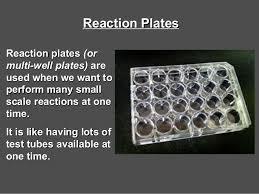 Reaction Plates
Reaction plates (or
multi-well plates) are
used when we want to
perform many small
scale reactions at one
time.
It is like having lots of
test tubes available at
one time.